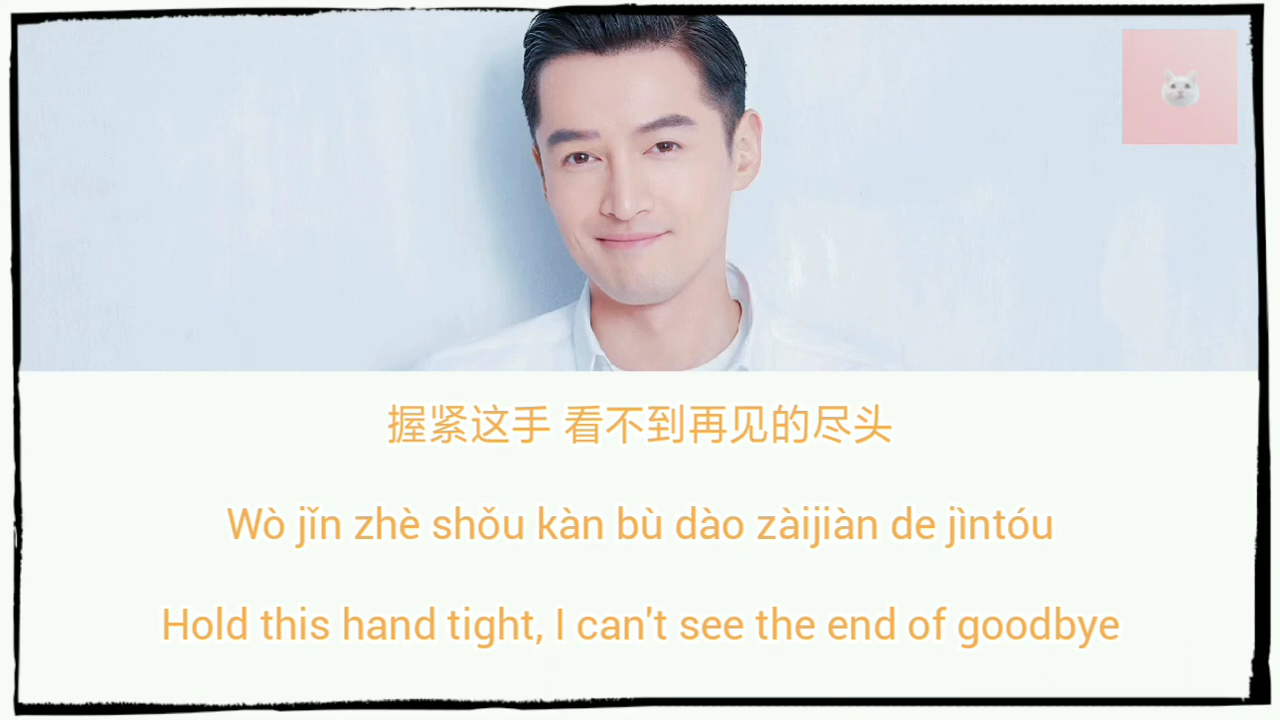 握紧这手 看不到再见的尽头
Wò jǐn zhè shǒu kàn bù dào zàijiàn de jìntóu
Hold this hand tight, I can't see the end of goodbye